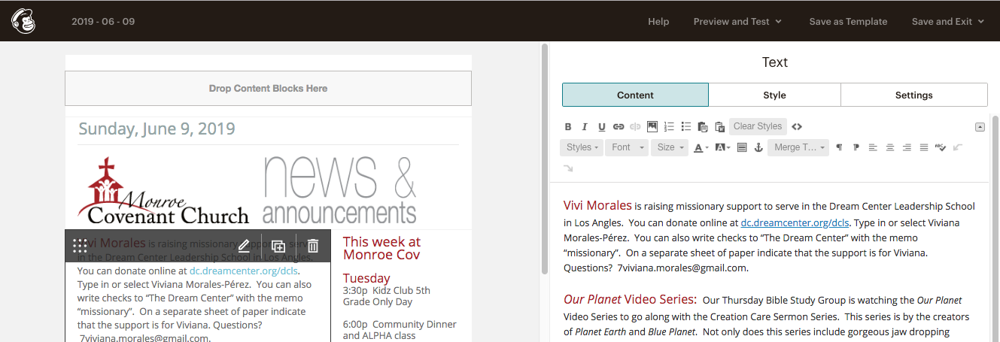 2019 - 06 - 09
Help
Preview and Test
Save as Template
Save and Exit
Drop Content Blocks Here
Sunday, June 9, 2019
Monroe
Covenant Church
news &
announcements
Vivi Morales is raising missionary support to serve
in the Dream Center Leadership School in Los Angles.
You can donate online at dc.dreamcenter.org/dcls.
Type in or select Viviana Morales-Pérez.  You can also
write checks to “The Dream Center” with the memo
“missionary”.  On a separate sheet of paper indicate
that the support is for Viviana. Questions?
7viviana.morales@gmail.com.
This week at
Monroe Cov
Tuesday
3:30p  Kidz Club 5th
Grade Only Day
6:00p  Community Dinner
and ALPHA class
Text
Content
Style
Settings
B I U
Clear Styles
Styles
Font
Size
A
A
Merge T...
ABC
Vivi Morales is raising missionary support to serve in the Dream Center Leadership School
in Los Angles.  You can donate online at dc.dreamcenter.org/dcls. Type in or select Viviana
Morales-Pérez.  You can also write checks to “The Dream Center” with the memo
“missionary”.  On a separate sheet of paper indicate that the support is for Viviana.
Questions?  7viviana.morales@gmail.com.
Our Planet Video Series:  Our Thursday Bible Study Group is watching the Our Planet
Video Series to go along with the Creation Care Sermon Series.  This series is by the creators
of Planet Earth and Blue Planet.  Not only does this series include gorgeous jaw dropping